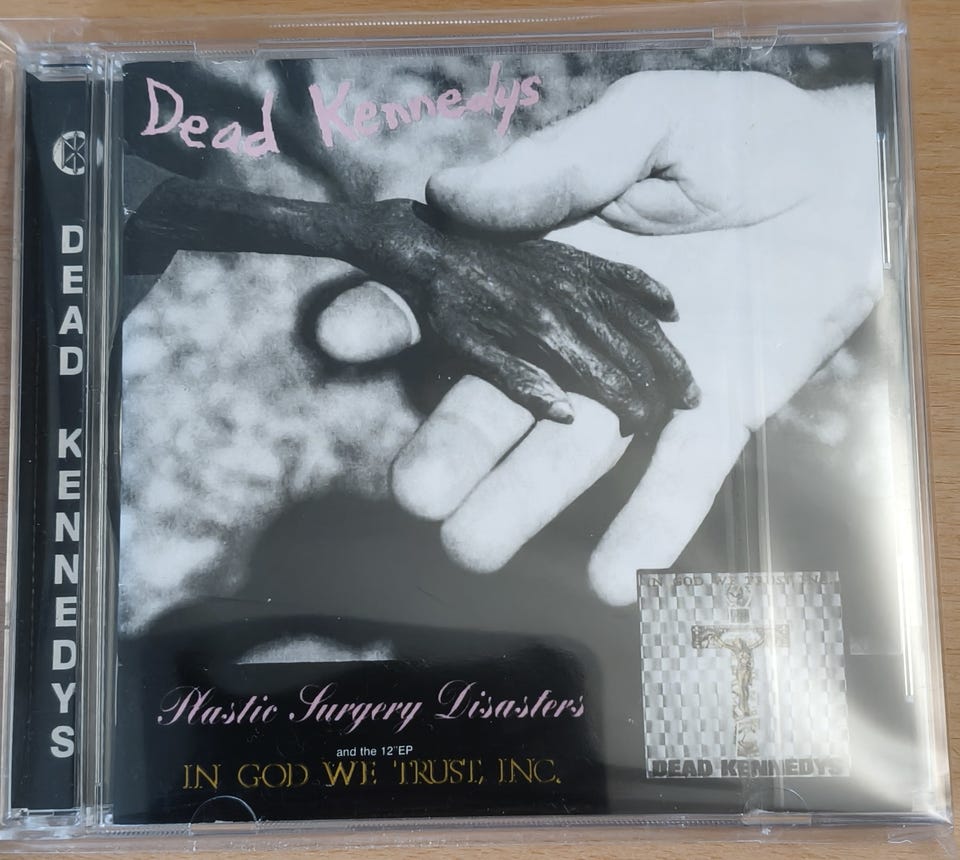 DEAD KENNEDYS
Dead Kennedys
Plastic Surgery Disasters
and the 12"EP
IN GOD WE TRUST, INC.
IN GOD WE TRUST, INC.
DEAD KENNEDYS